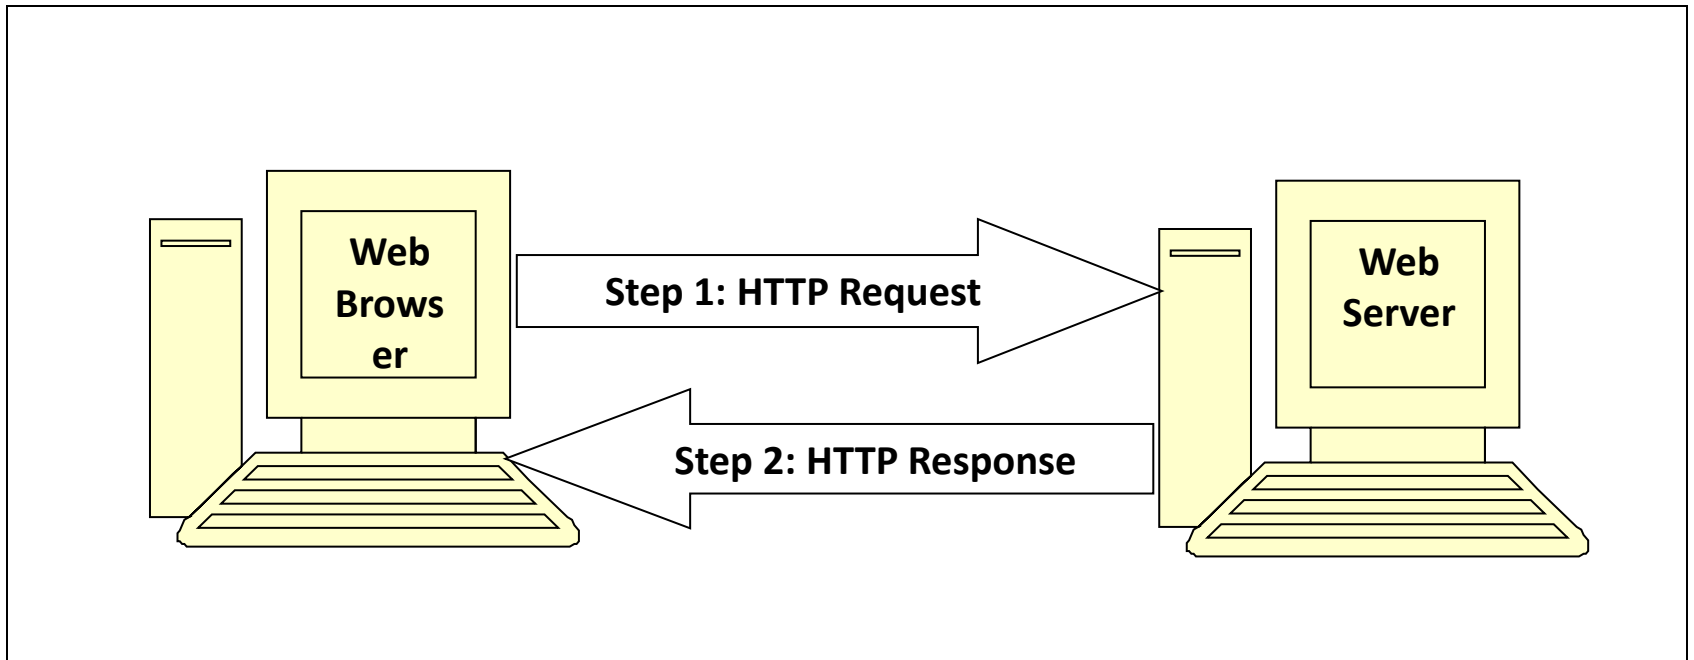 Web
Brows
er
Step 1: HTTP Request
Web
Server
Step 2: HTTP Response